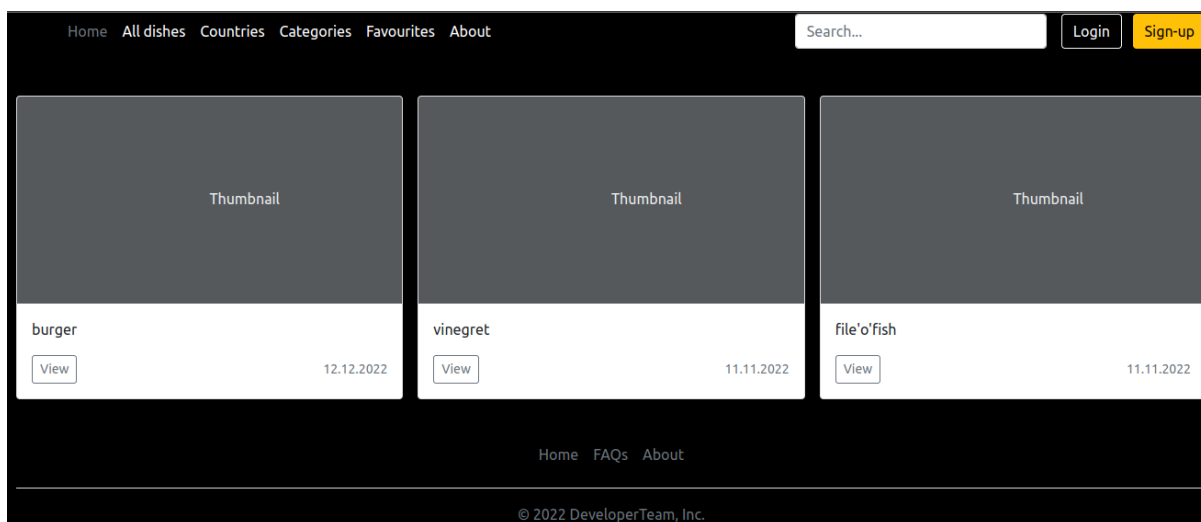 Home All dishes Countries Categories Favourites About Search... Login Sign-up
Thumbnail Thumbnail Thumbnail
burger vinegret file'o'fish
View 12.12.2022 View 11.11.2022 View 11.11.2022
Home FAQs About
© 2022 DeveloperTeam, Inc.